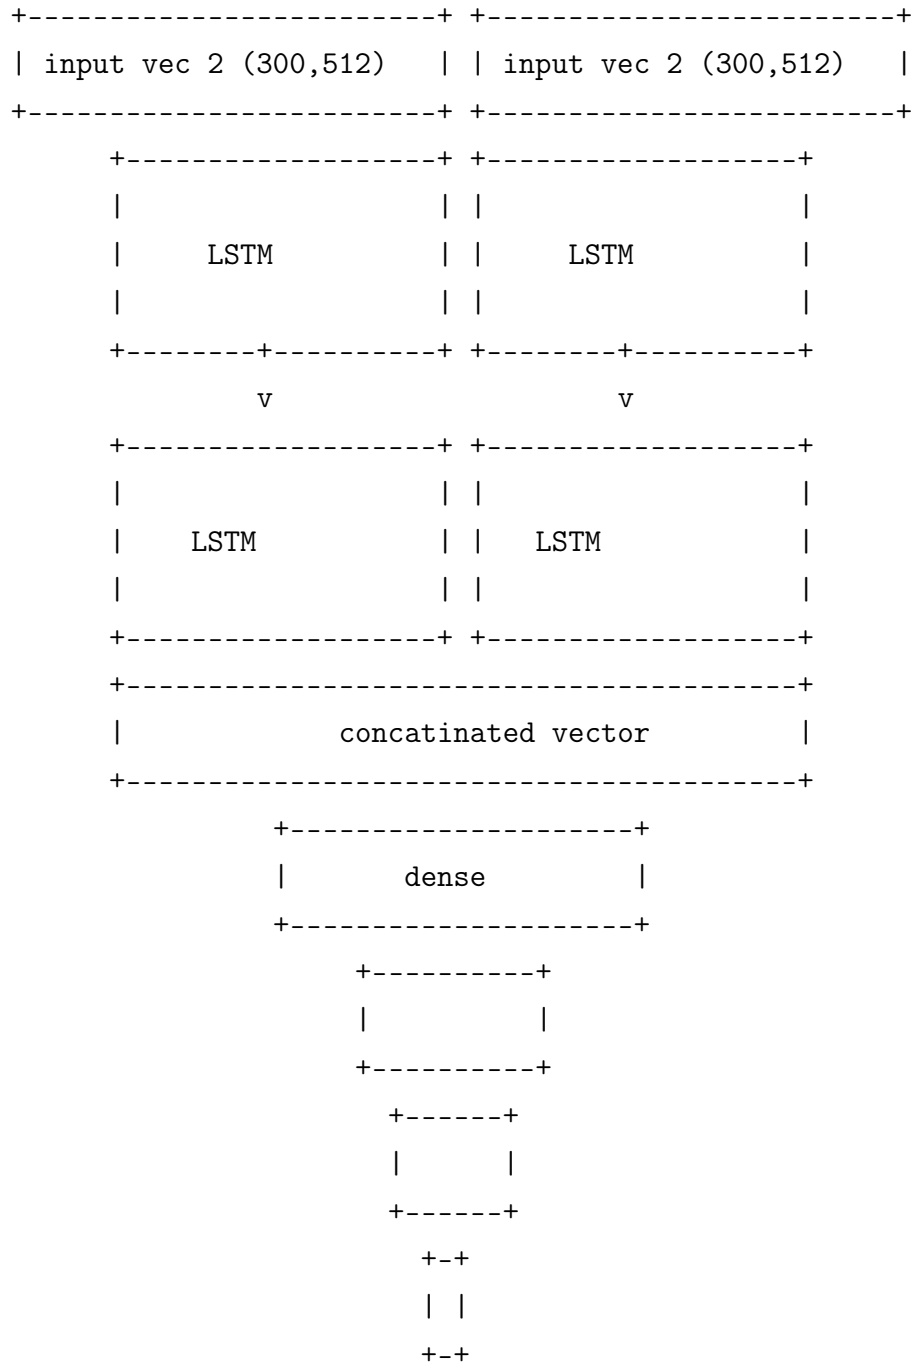 input vec 2 (300,512) input vec 2 (300,512)
LSTM LSTM
v v
LSTM LSTM
concatinated vector
dense